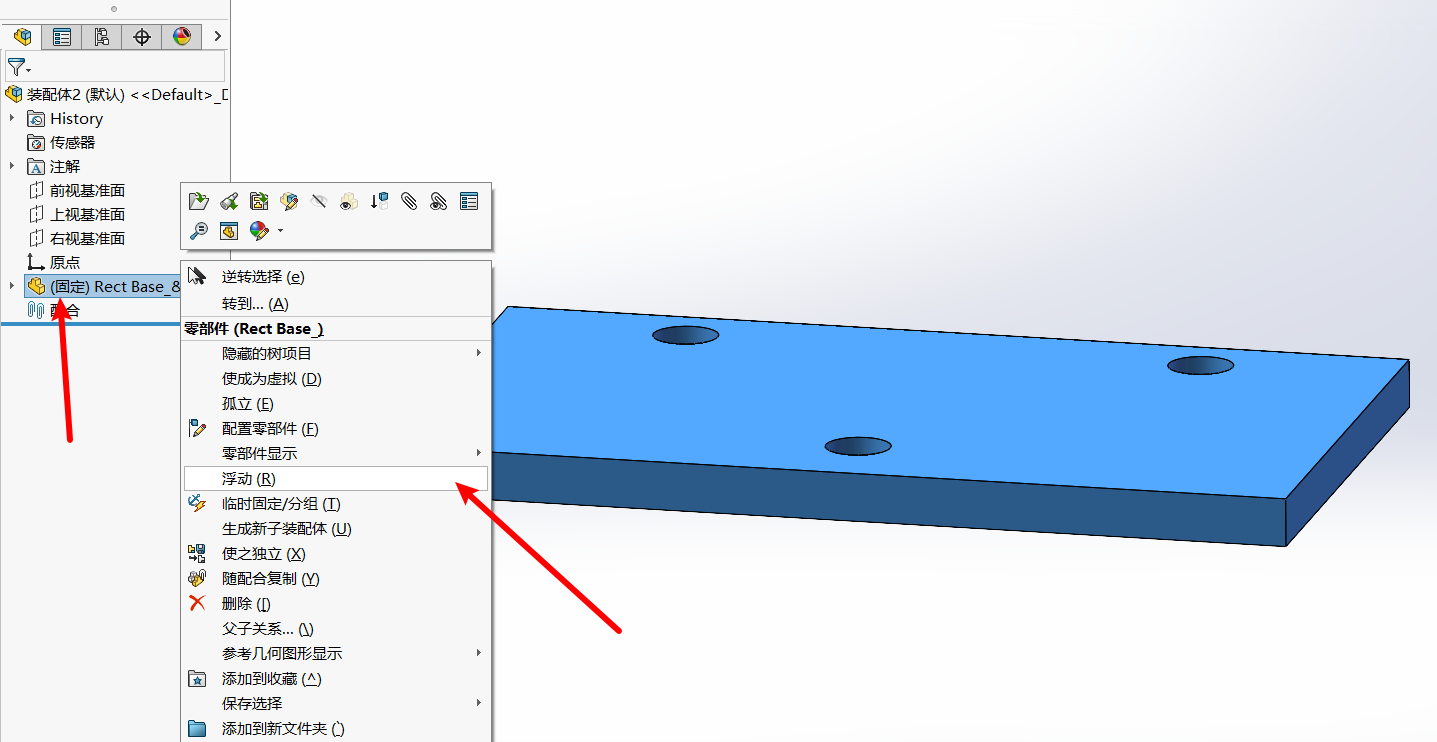 装配体2 (默认) <<Default>_D
History
传感器
注解
前视基准面
上视基准面
右视基准面
原点
(固定) Rect Base_&
配合
逆转选择 (e)
转到... (A)
零部件 (Rect Base_)
隐藏的树项目
使成为虚拟 (D)
孤立 (E)
配置零部件 (F)
零部件显示
浮动 (R)
临时固定/分组 (T)
生成新子装配体 (U)
使之独立 (X)
随配合复制 (Y)
删除 ([)
父子关系... (\)
参考几何图形显示
添加到收藏 (^)
保存选择
添加到新文件夹 (`)